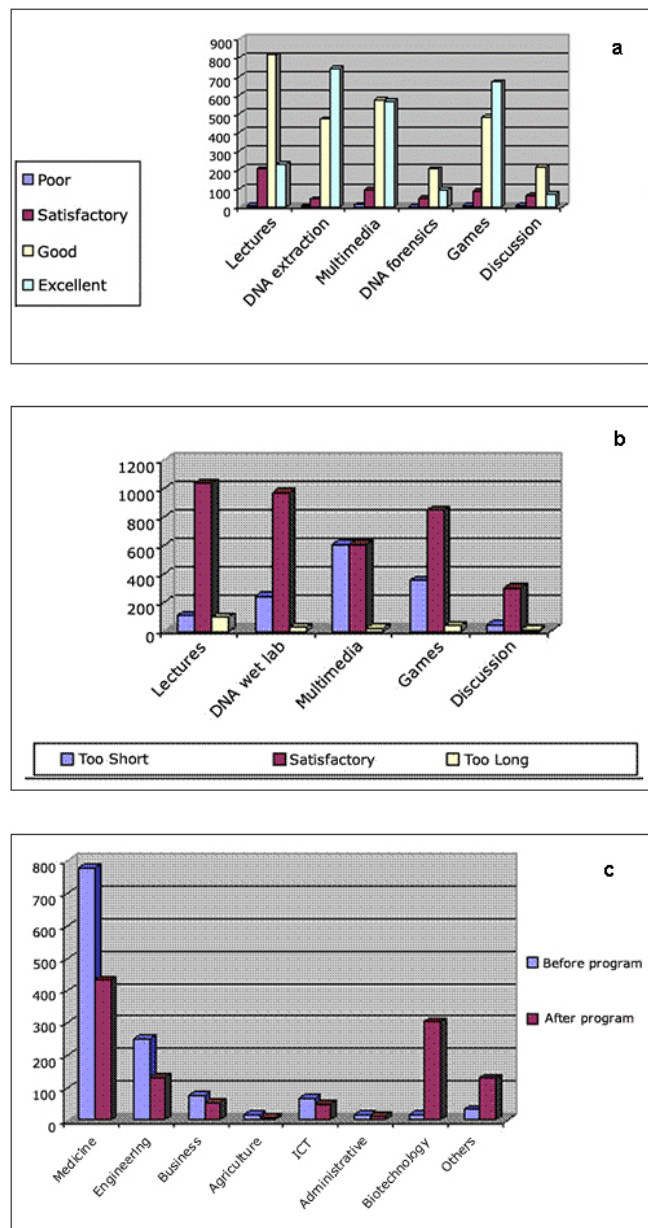 a
900
800
700
600
500
400
300
200
100
0
Poor
Satisfactory
Good
Excellent
Lectures
DNA extraction
Multimedia
DNA forensics
Games
Discussion
b
1200
1000
800
600
400
200
0
Lectures
DNA wet lab
Multimedia
Games
Discussion
Too Short Satisfactory Too Long
c
800
700
600
500
400
300
200
100
0
Before program
After program
Medicine
Engineering
Business
Agriculture
ICT
Administrative
Biotechnology
Others